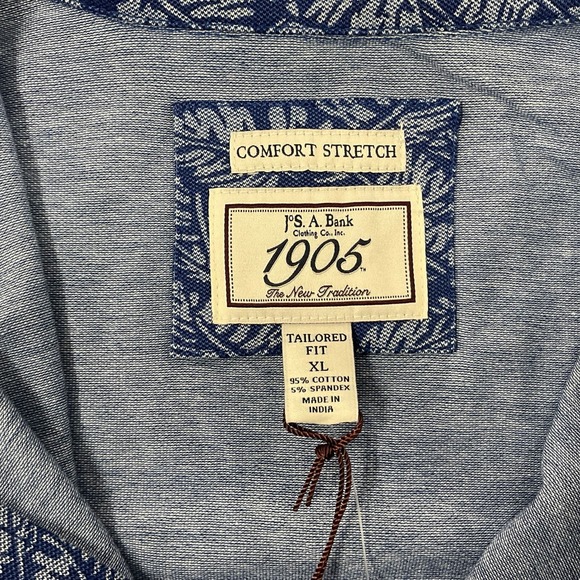 COMFORT STRETCH
JoS. A. Bank
Clothing Co., Inc.
1905™
The New Tradition
TAILORED
FIT
XL
95% COTTON
5% SPANDEX
MADE IN
INDIA